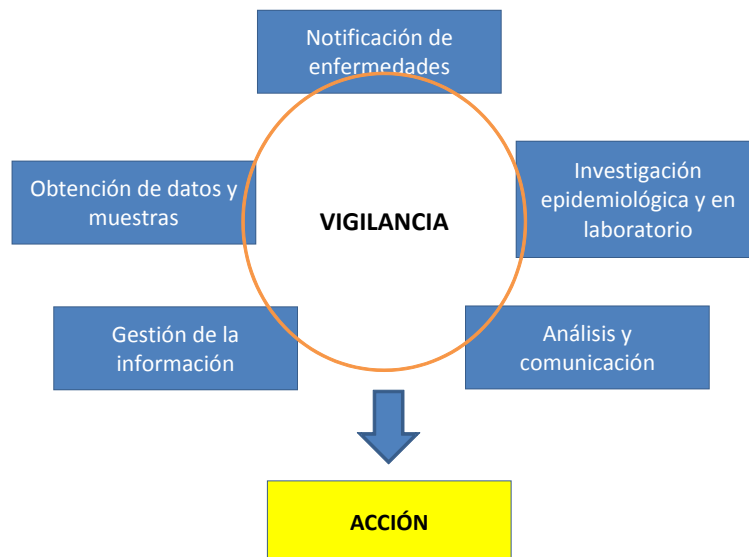 Notificación de
enfermedades
Obtención de datos y
muestras
VIGILANCIA
Investigación
epidemiológica y en
laboratorio
Gestión de la
información
Análisis y
comunicación
ACCIÓN